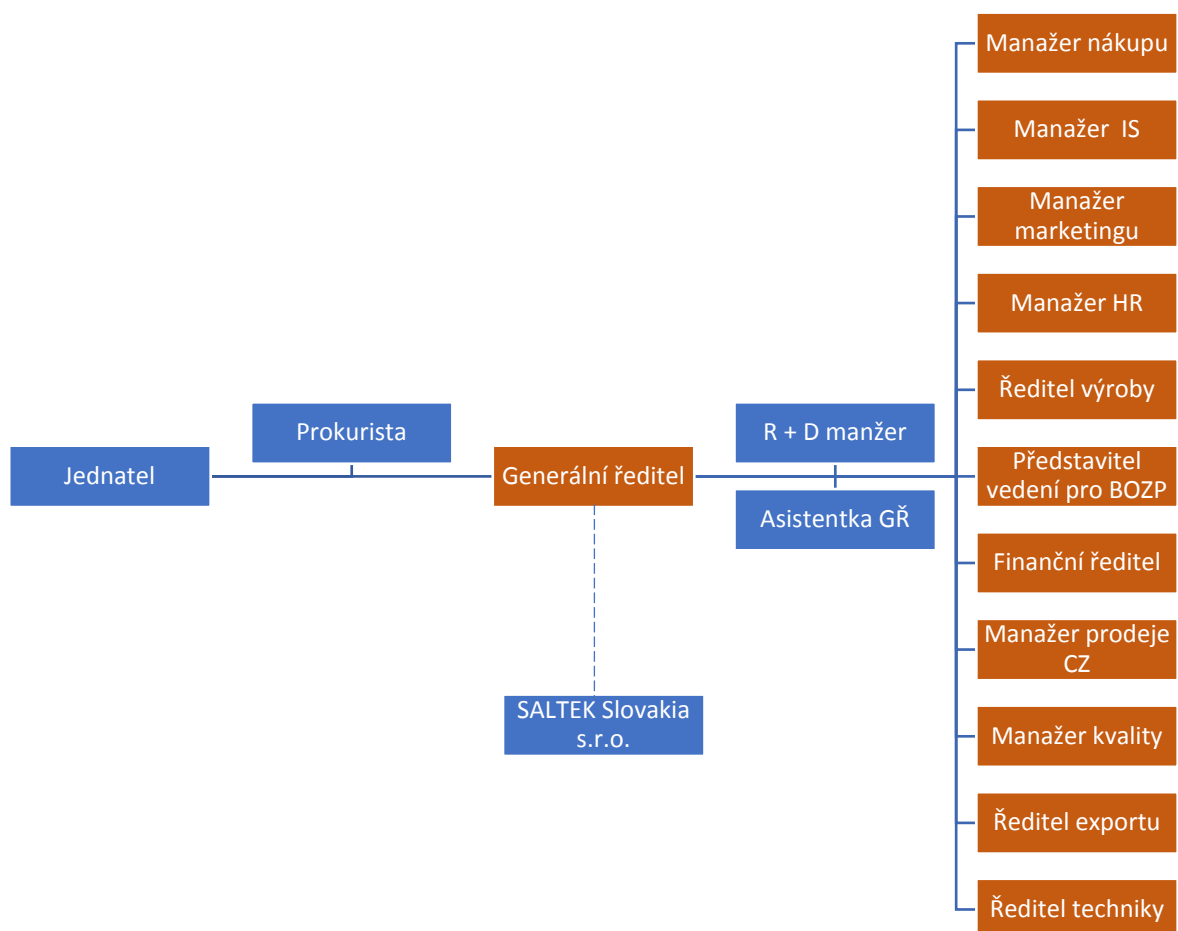 Jednatel
Prokurista
Generální ředitel
SALTEK Slovakia
s.r.o.
R + D manžer
Asistentka GŘ
Manažer nákupu
Manažer  IS
Manažer
marketingu
Manažer HR
Ředitel výroby
Představitel
vedení pro BOZP
Finanční ředitel
Manažer prodeje
CZ
Manažer kvality
Ředitel exportu
Ředitel techniky